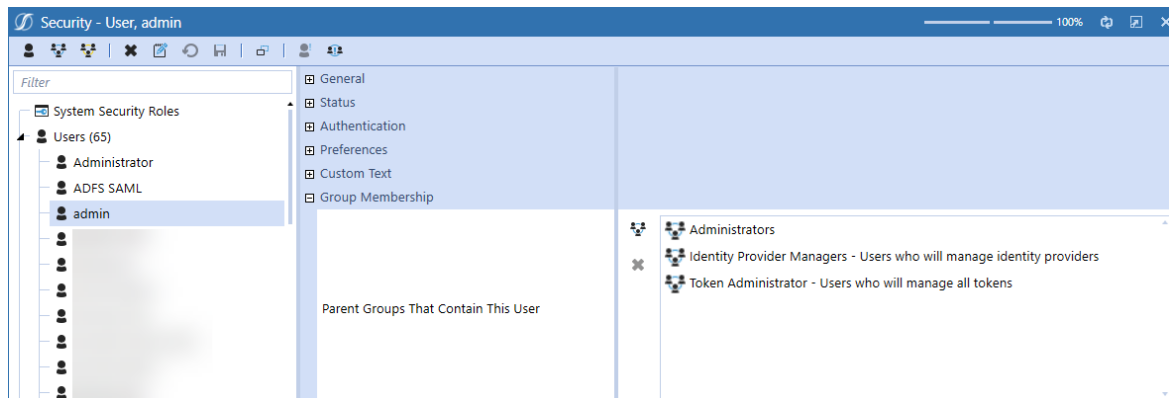 Security - User, admin
100%
Filter
System Security Roles
Users (65)
Administrator
ADFS SAML
admin
General
Status
Authentication
Preferences
Custom Text
Group Membership
Parent Groups That Contain This User
Administrators
Identity Provider Managers - Users who will manage identity providers
Token Administrator - Users who will manage all tokens